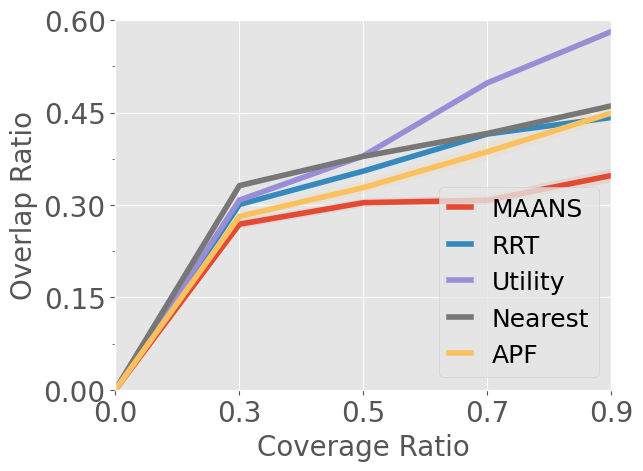 0.60
0.45
0.30
0.15
0.00
Overlap Ratio
MAANS
RRT
Utility
Nearest
APF
0.0 0.3 0.5 0.7 0.9
Coverage Ratio